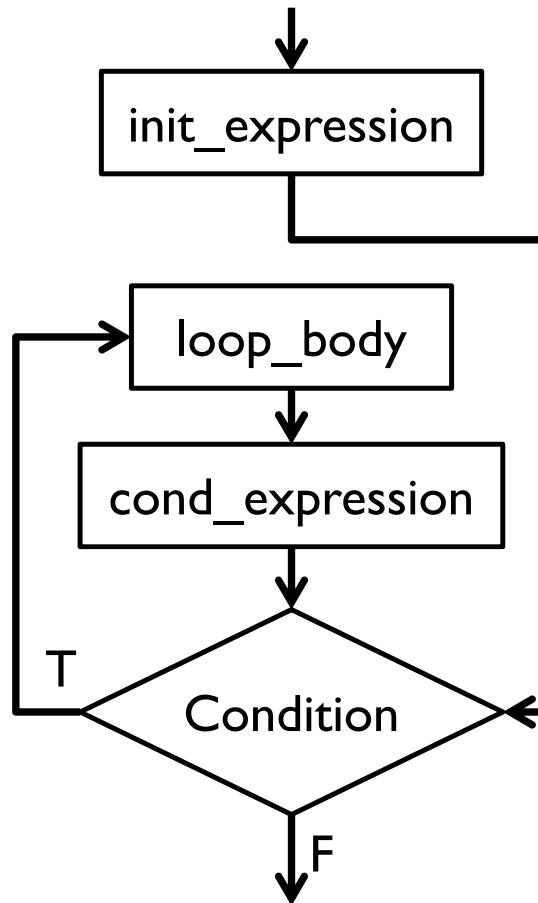 init_expression
loop_body
cond_expression
T
Condition
F